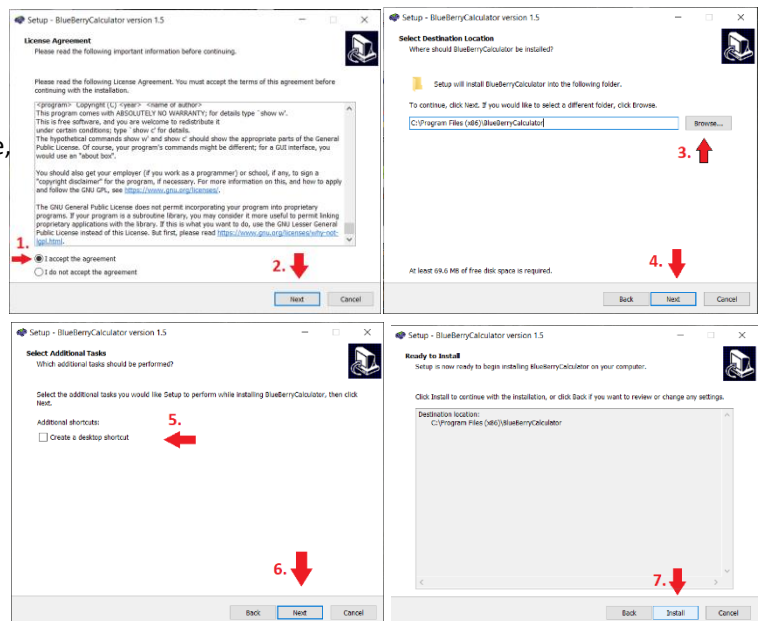 Setup - BlueBerryCalculator version 1.5
License Agreement
Please read the following important information before continuing.
Please read the following License Agreement. You must accept the terms of this agreement before
continuing with the installation.
<program> Copyright (C) <year> <name of author>
This program comes with ABSOLUTELY NO WARRANTY; for details type `show w'.
This is free software, and you are welcome to redistribute it
under certain conditions; type `show c' for details.
The hypothetical commands show w' and show c' should show the appropriate parts of the General
Public License. Of course, your program's commands might be different; for a GUI interface, you
would use an "about box".
You should also get your employer (if you work as a programmer) or school, if any, to sign a
"copyright disclaimer" for the program, if necessary. For more information on this, and how to apply
and follow the GNU GPL, see https://www.gnu.org/licenses/.
The GNU General Public License does not permit incorporating your program into proprietary
programs. If your program is a subroutine library, you may consider it more useful to permit linking
proprietary applications with the library. If this is what you want to do, use the GNU Lesser General
Public License instead of this License. But first, please read https://www.gnu.org/licenses/why-not-
lgpl.html.
1.
I accept the agreement
I do not accept the agreement
2.
Next
Cancel
Setup - BlueBerryCalculator version 1.5
Select Destination Location
Where should BlueBerryCalculator be installed?
Setup will install BlueBerryCalculator into the following folder.
To continue, click Next. If you would like to select a different folder, click Browse.
C:\Program Files (x86)\BlueBerryCalculator
Browse...
3.
4.
At least 69.6 MB of free disk space is required.
Back
Next
Cancel
Setup - BlueBerryCalculator version 1.5
Select Additional Tasks
Which additional tasks should be performed?
Select the additional tasks you would like Setup to perform while installing BlueBerryCalculator, then click
Next.
Additional shortcuts:
5.
Create a desktop shortcut
6.
Back
Next
Cancel
Setup - BlueBerryCalculator version 1.5
Ready to Install
Setup is now ready to begin installing BlueBerryCalculator on your computer.
Click Install to continue with the installation, or click Back if you want to review or change any settings.
Destination location:
C:\Program Files (x86)\BlueBerryCalculator
7.
Back
Install
Cancel